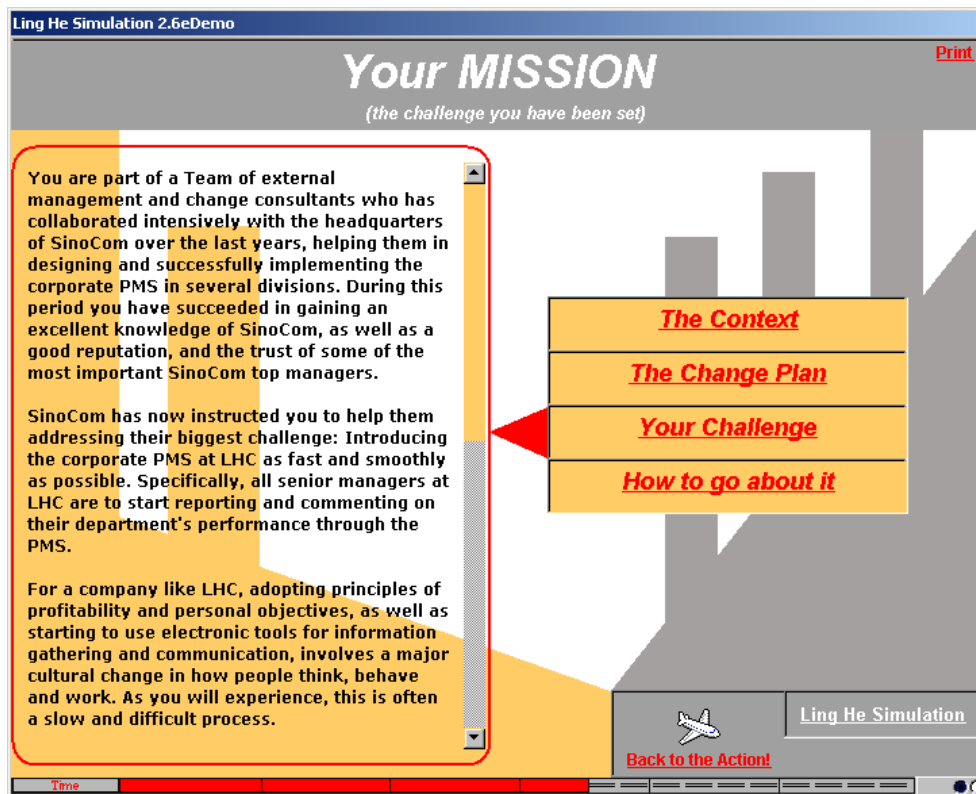 Ling He Simulation 2.6eDemo
Print
Your MISSION
(the challenge you have been set)
You are part of a Team of external
management and change consultants who has
collaborated intensively with the headquarters
of SinoCom over the last years, helping them in
designing and successfully implementing the
corporate PMS in several divisions. During this
period you have succeeded in gaining an
excellent knowledge of SinoCom, as well as a
good reputation, and the trust of some of the
most important SinoCom top managers.
SinoCom has now instructed you to help them
addressing their biggest challenge: Introducing
the corporate PMS at LHC as fast and smoothly
as possible. Specifically, all senior managers at
LHC are to start reporting and commenting on
their department's performance through the
PMS.
For a company like LHC, adopting principles of
profitability and personal objectives, as well as
starting to use electronic tools for information
gathering and communication, involves a major
cultural change in how people think, behave
and work. As you will experience, this is often
a slow and difficult process.
The Context
The Change Plan
Your Challenge
How to go about it
Back to the Action!
Ling He Simulation
Time